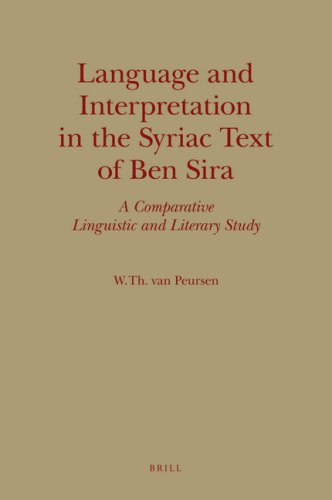 Language and
Interpretation
in the Syriac Text
of Ben Sira
A Comparative
Linguistic and Literary Study
W.Th. van Peursen
BRILL